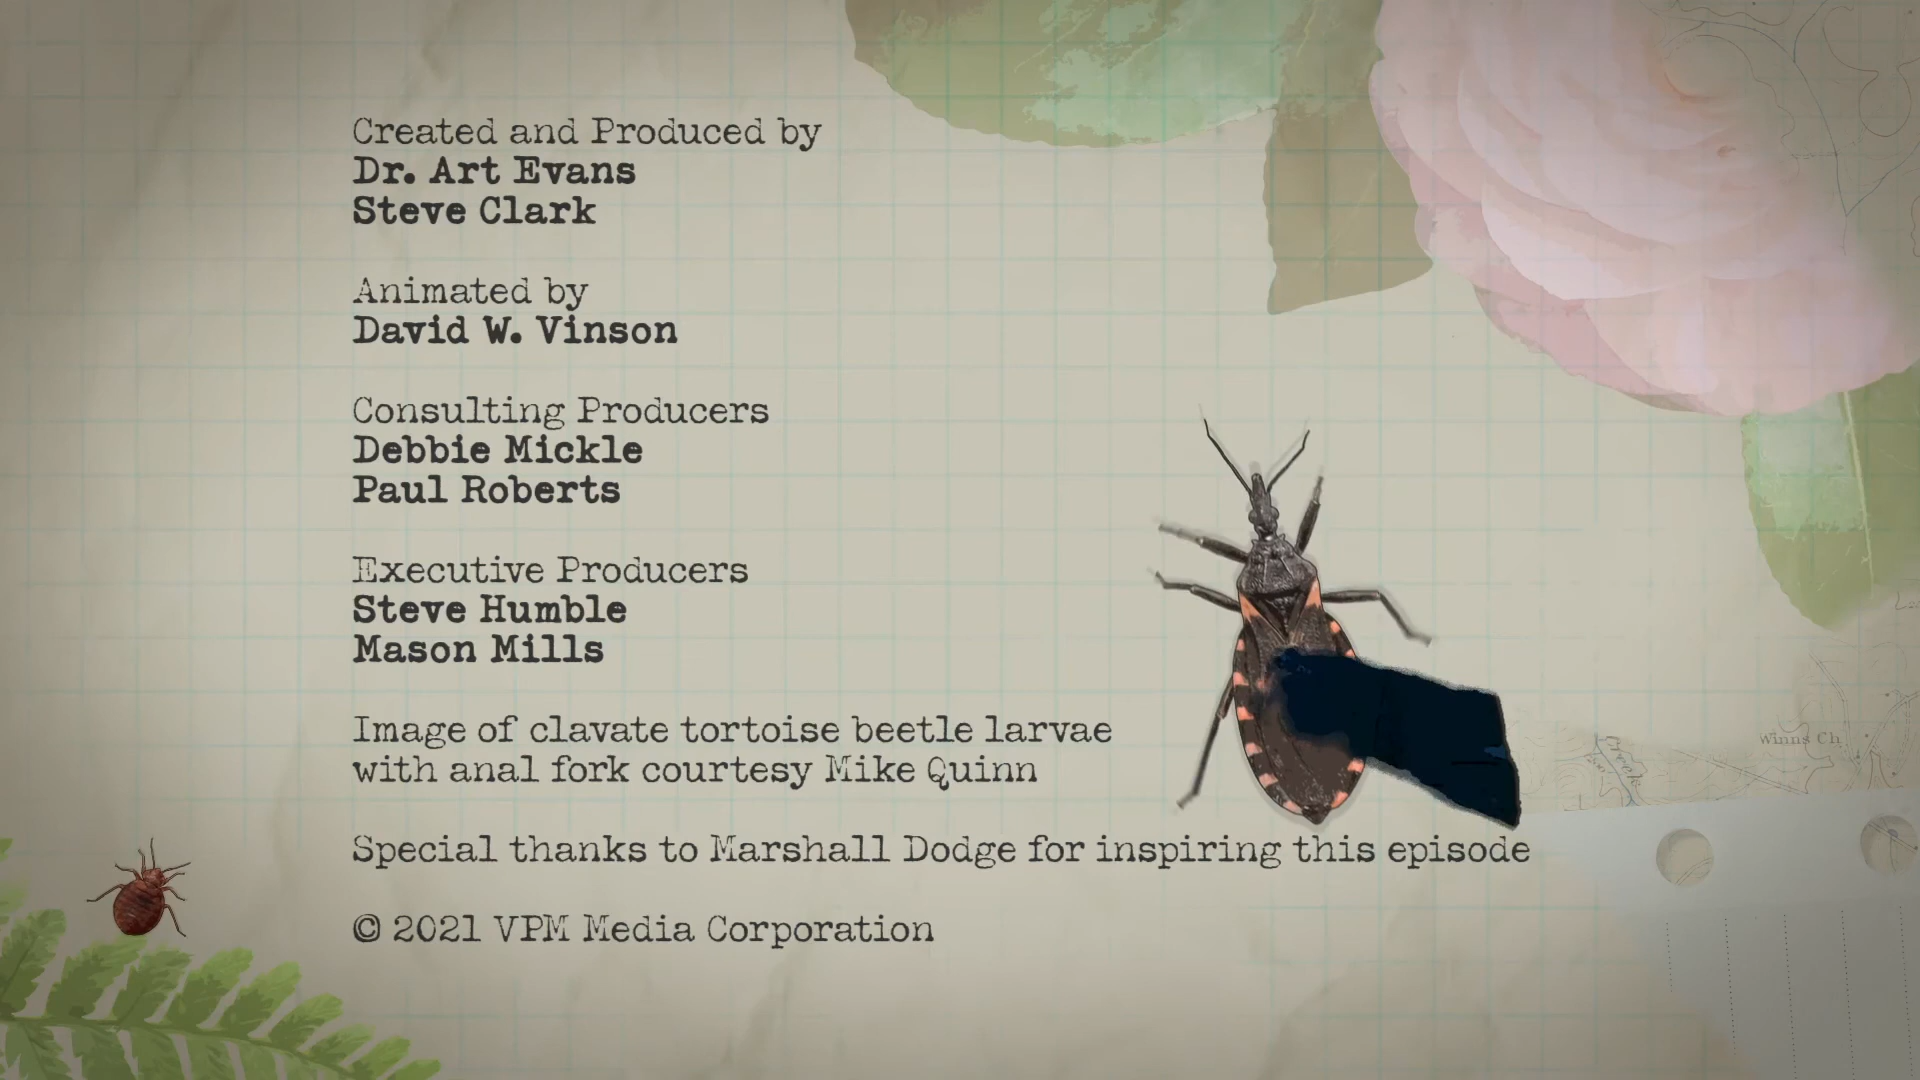 Created and Produced by
Dr. Art Evans
Steve Clark
Animated by
David W. Vinson
Consulting Producers
Debbie Mickle
Paul Roberts
Executive Producers
Steve Humble
Mason Mills
Image of clavate tortoise beetle larvae
with anal fork courtesy Mike Quinn
Special thanks to Marshall Dodge for inspiring this episode
© 2021 VPM Media Corporation
Winns Ch